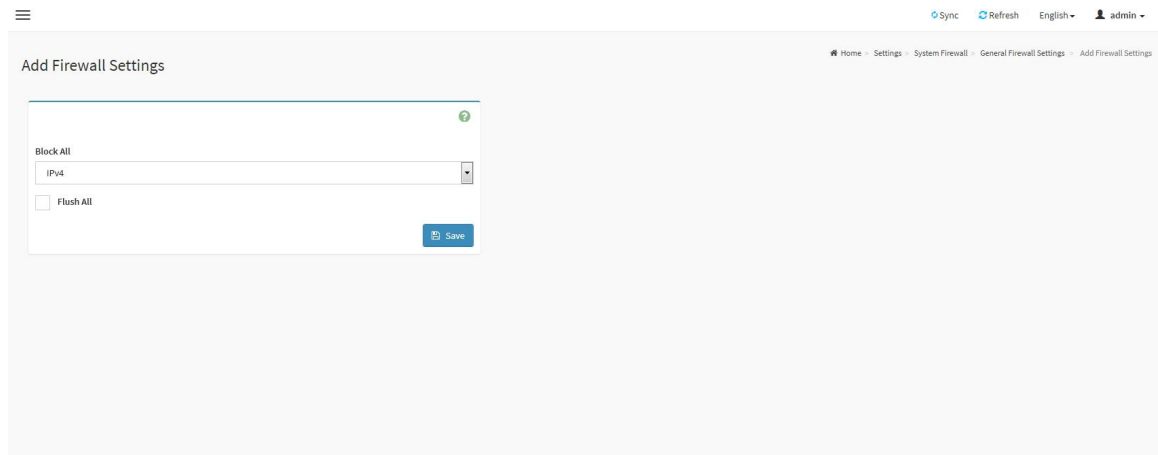 Sync Refresh English admin
Home > Settings > System Firewall > General Firewall Settings > Add Firewall Settings
Add Firewall Settings
?
Block All
IPv4
Flush All
Save